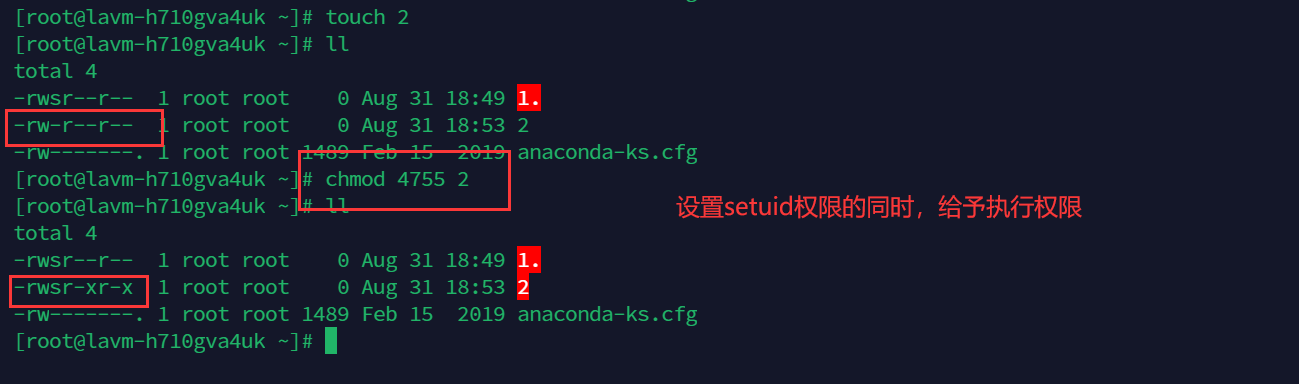 [root@lavm-h710gva4uk ~]# touch 2
[root@lavm-h710gva4uk ~]# ll
total 4
-rwsr--r--  1 root root    0 Aug 31 18:49 1.
-rw-r--r--  1 root root    0 Aug 31 18:53 2
-rw-------. 1 root root 1489 Feb 15  2019 anaconda-ks.cfg
[root@lavm-h710gva4uk ~]# chmod 4755 2
[root@lavm-h710gva4uk ~]# ll
设置setuid权限的同时，给予执行权限
total 4
-rwsr--r--  1 root root    0 Aug 31 18:49 1.
-rwsr-xr-x  1 root root    0 Aug 31 18:53 2
-rw-------. 1 root root 1489 Feb 15  2019 anaconda-ks.cfg
[root@lavm-h710gva4uk ~]#